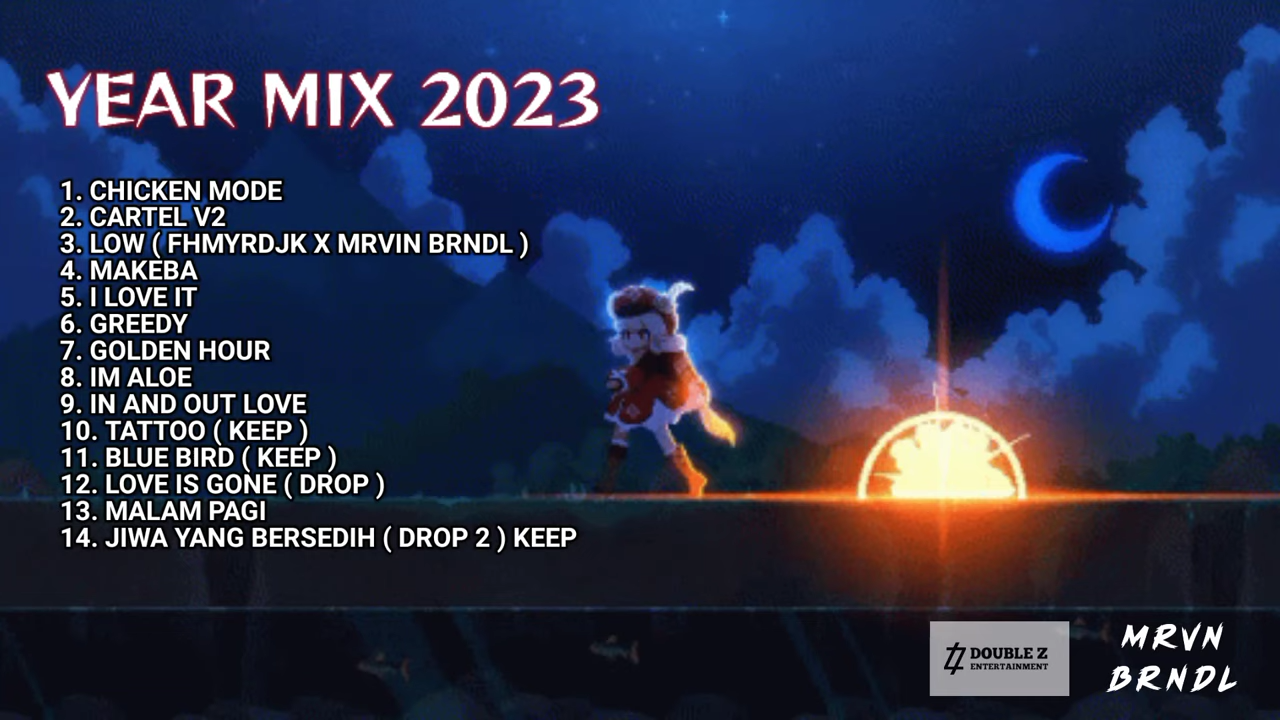 YEAR MIX 2023
1. CHICKEN MODE
2. CARTEL V2
3. LOW ( FHMYRDJK X MRVIN BRNDL )
4. MAKEBA
5. I LOVE IT
6. GREEDY
7. GOLDEN HOUR
8. IM ALOE
9. IN AND OUT LOVE
10. TATTOO ( KEEP )
11. BLUE BIRD ( KEEP )
12. LOVE IS GONE ( DROP )
13. MALAM PAGI
14. JIWA YANG BERSEDIH ( DROP 2 ) KEEP
DOUBLE Z
ENTERTAINMENT
MRVN
BRNDL